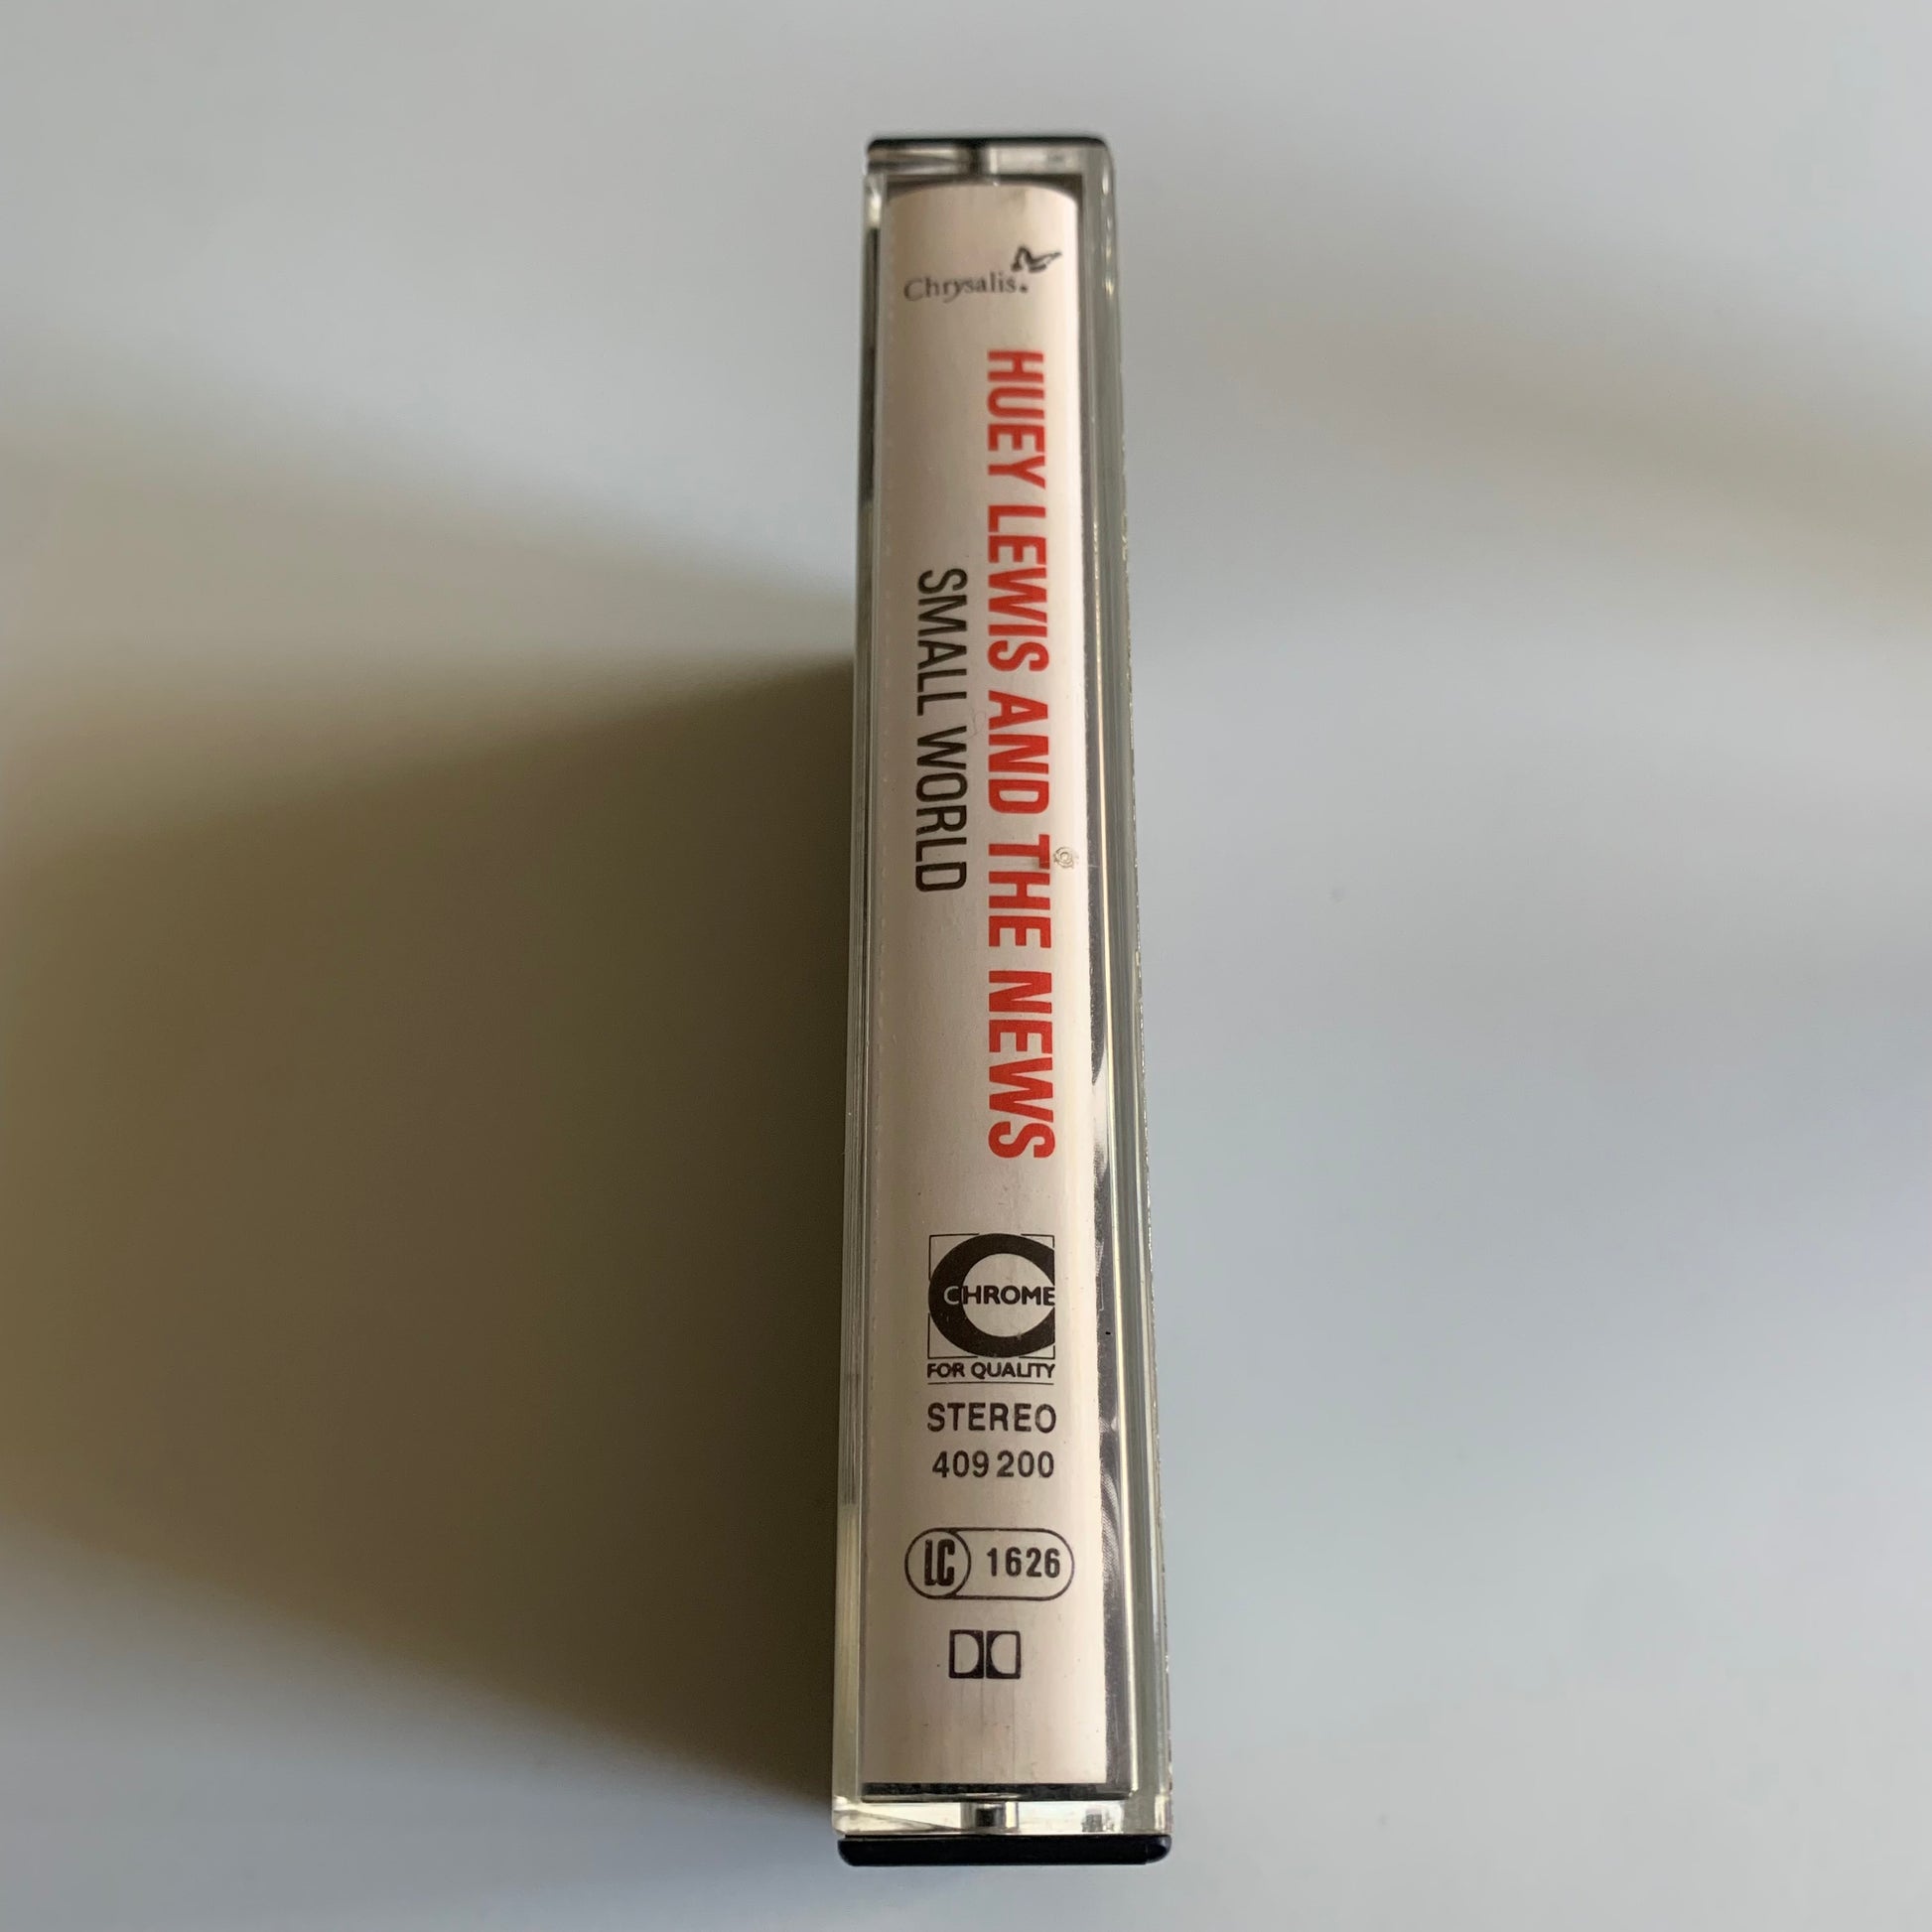 Chrysalis.
HUEY LEWIS AND THE NEWS
SMALL WORLD
CHROME
FOR QUALITY
STEREO
409 200
LC 1626